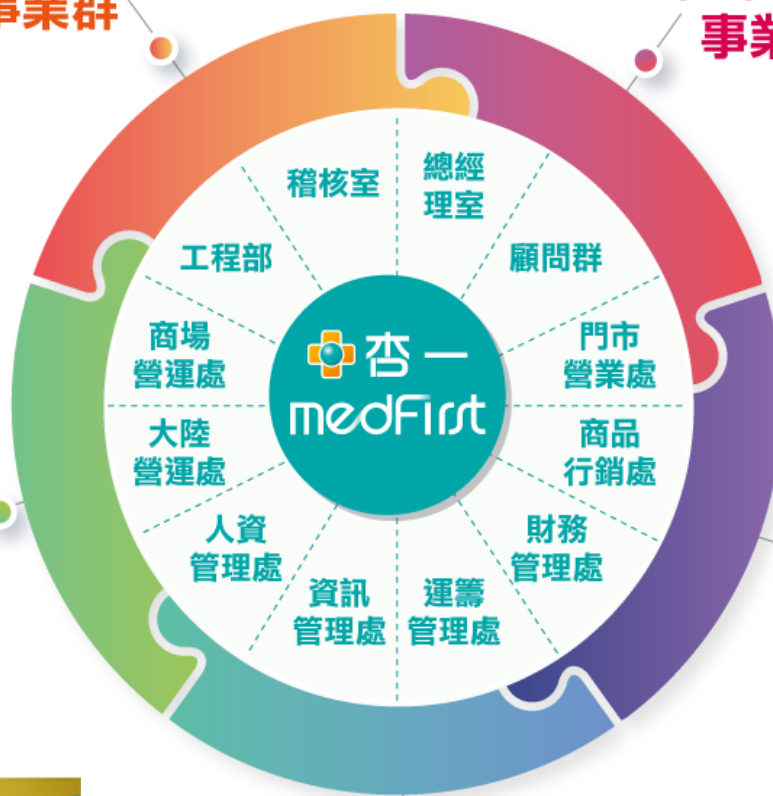 事業群
事業
稽核室
總經
理室
顧問群
門市
營業處
商品
行銷處
財務
管理處
運籌
管理處
資訊
管理處
人資
管理處
大陸
營運處
商場
營運處
工程部
杏一
medFirst